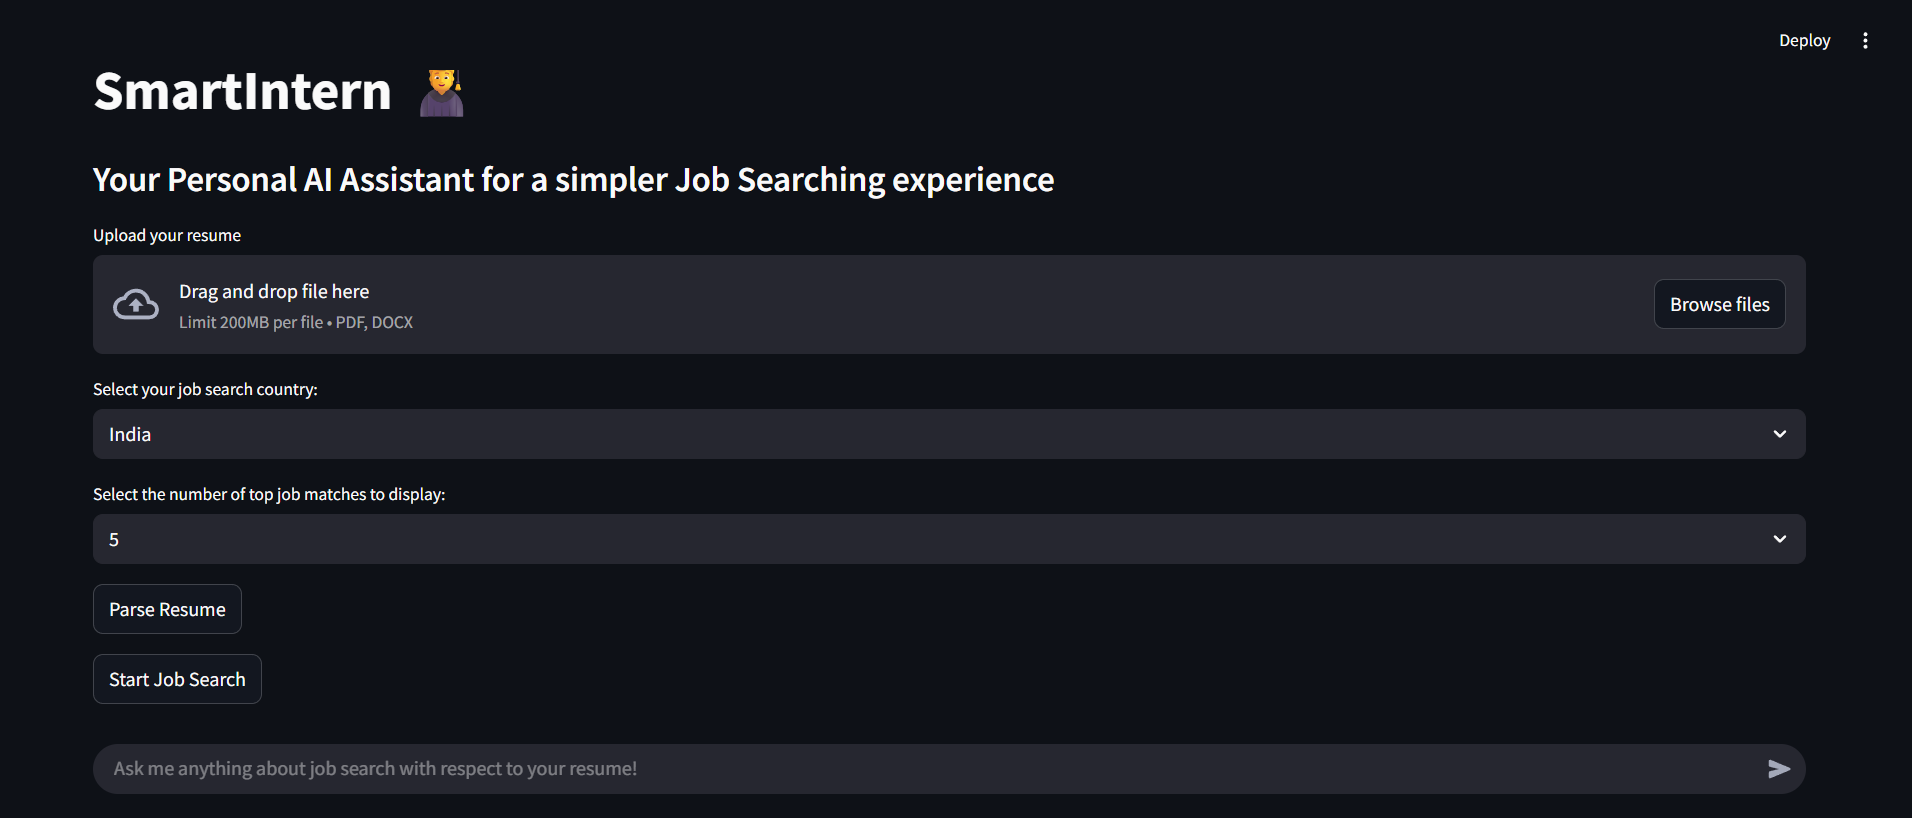 Deploy
SmartIntern
Your Personal AI Assistant for a simpler Job Searching experience
Upload your resume
Drag and drop file here
Limit 200MB per file • PDF, DOCX
Browse files
Select your job search country:
India
Select the number of top job matches to display:
5
Parse Resume
Start Job Search
Ask me anything about job search with respect to your resume!